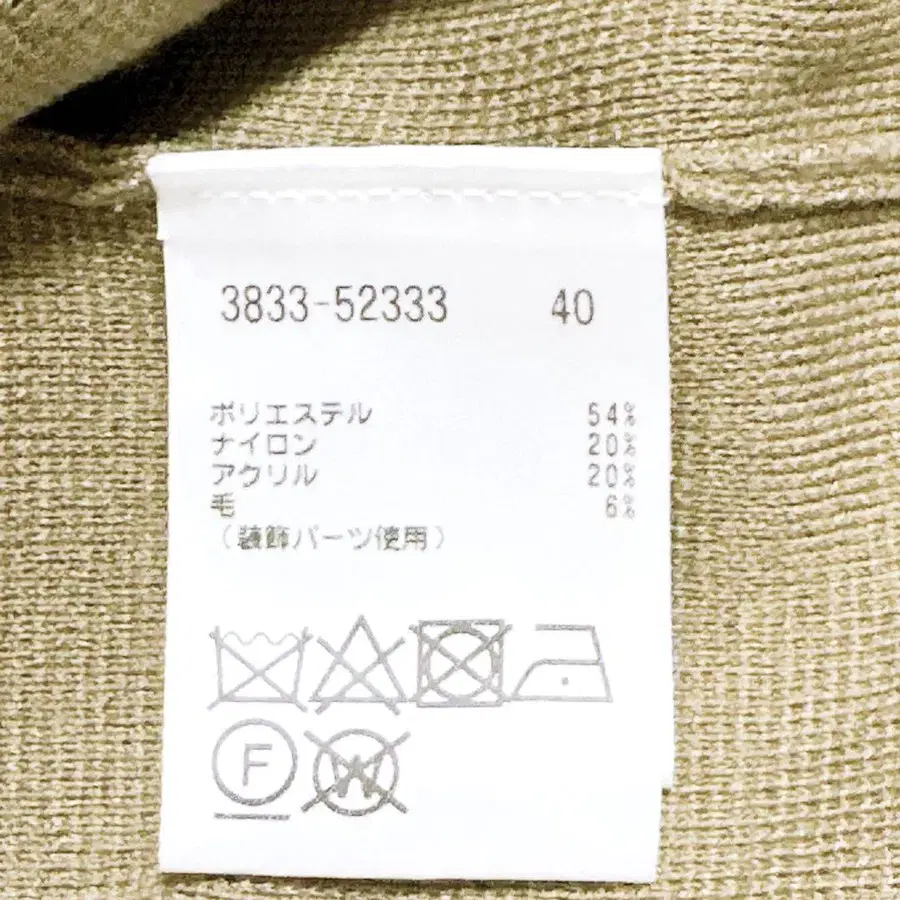 3833-52333 40
ポリエステル 54%
ナイロン 20%
アクリル 20%
毛 6%
(装飾パーツ使用)
F
W